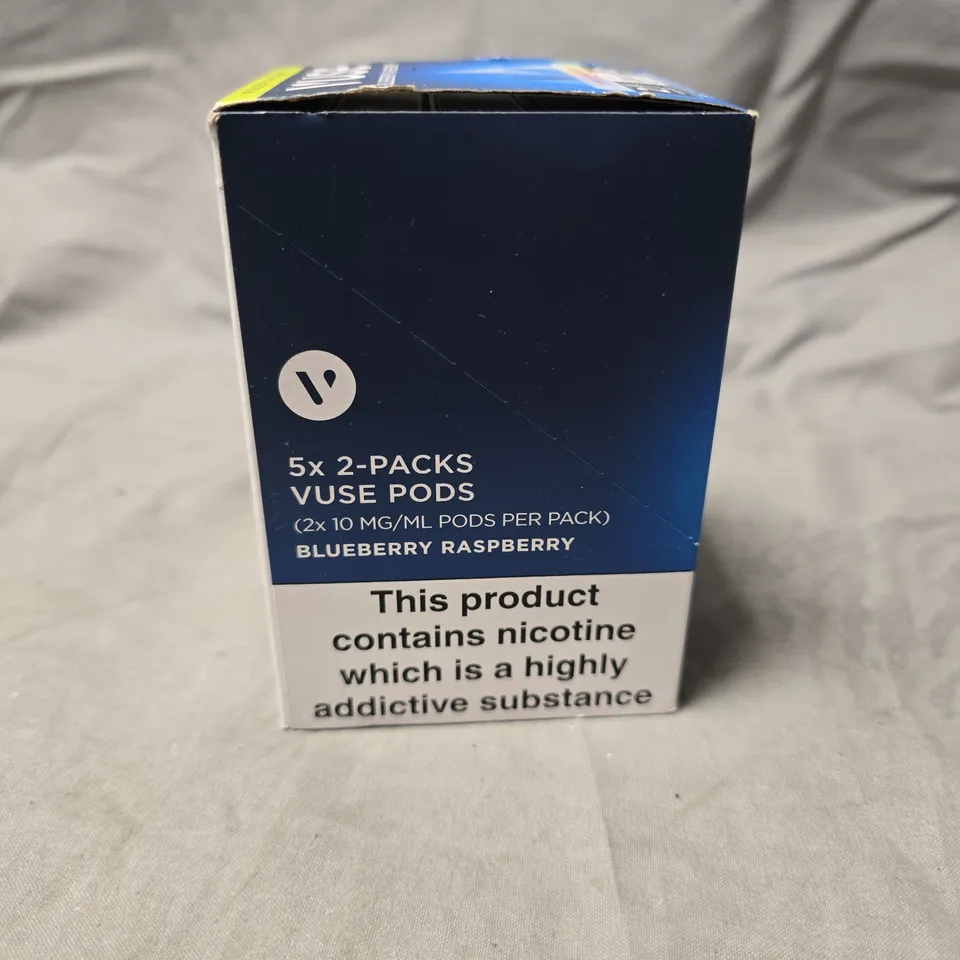 VUSE
V
5x 2-PACKS
VUSE PODS
(2x 10 MG/ML PODS PER PACK)
BLUEBERRY RASPBERRY
This product
contains nicotine
which is a highly
addictive substance